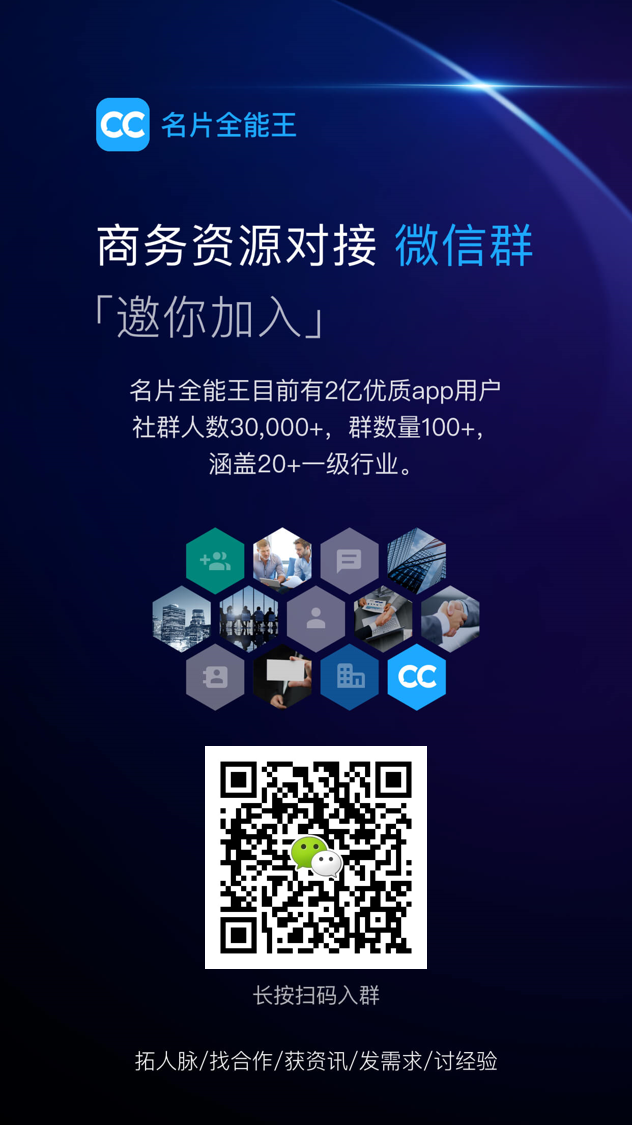 CC 名片全能王
商务资源对接 微信群
「邀你加入」
名片全能王目前有2亿优质app用户
社群人数30,000+，群数量100+，
涵盖20+一级行业。
CC
长按扫码入群
拓人脉/找合作/获资讯/发需求/讨经验